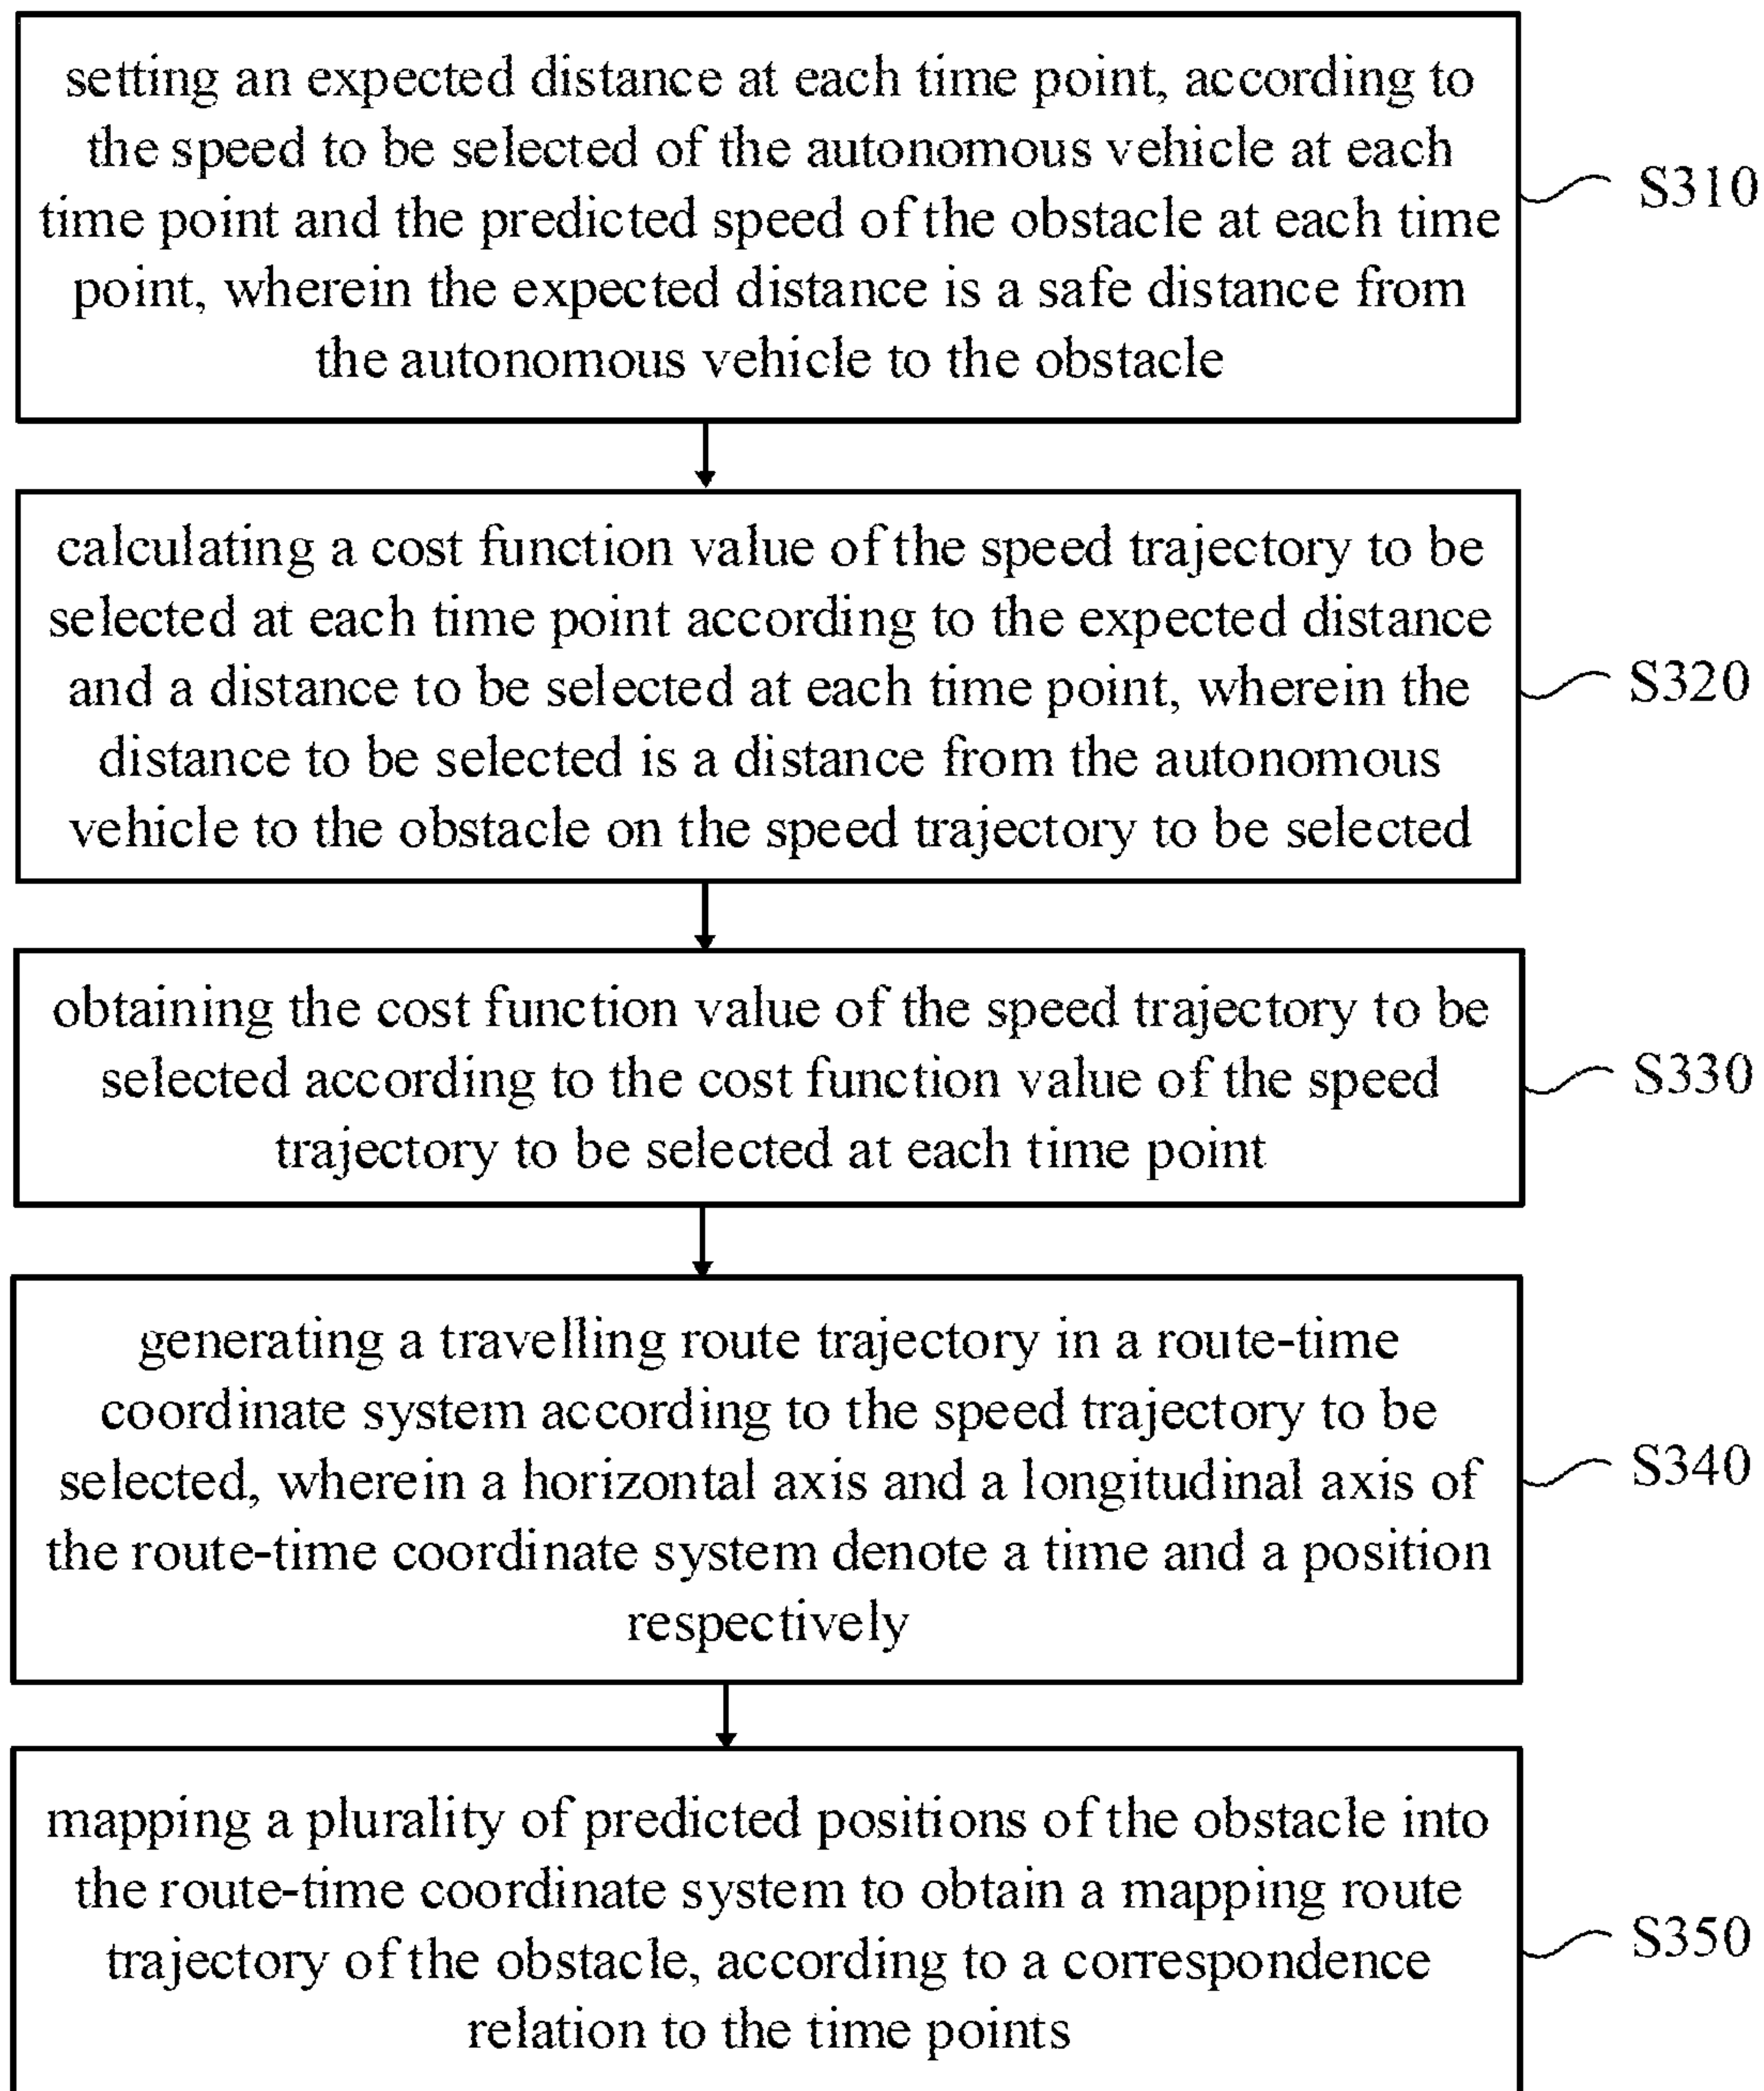 setting an expected distance at each time point, according to
the speed to be selected of the autonomous vehicle at each
time point and the predicted speed of the obstacle at each time
point, wherein the expected distance is a safe distance from
the autonomous vehicle to the obstacle
S310
calculating a cost function value of the speed trajectory to be
selected at each time point according to the expected distance
and a distance to be selected at each time point, wherein the
distance to be selected is a distance from the autonomous
vehicle to the obstacle on the speed trajectory to be selected
S320
obtaining the cost function value of the speed trajectory to be
selected according to the cost function value of the speed
trajectory to be selected at each time point
S330
generating a travelling route trajectory in a route-time
coordinate system according to the speed trajectory to be
selected, wherein a horizontal axis and a longitudinal axis of
the route-time coordinate system denote a time and a position
respectively
S340
mapping a plurality of predicted positions of the obstacle into
the route-time coordinate system to obtain a mapping route
trajectory of the obstacle, according to a correspondence
relation to the time points
S350